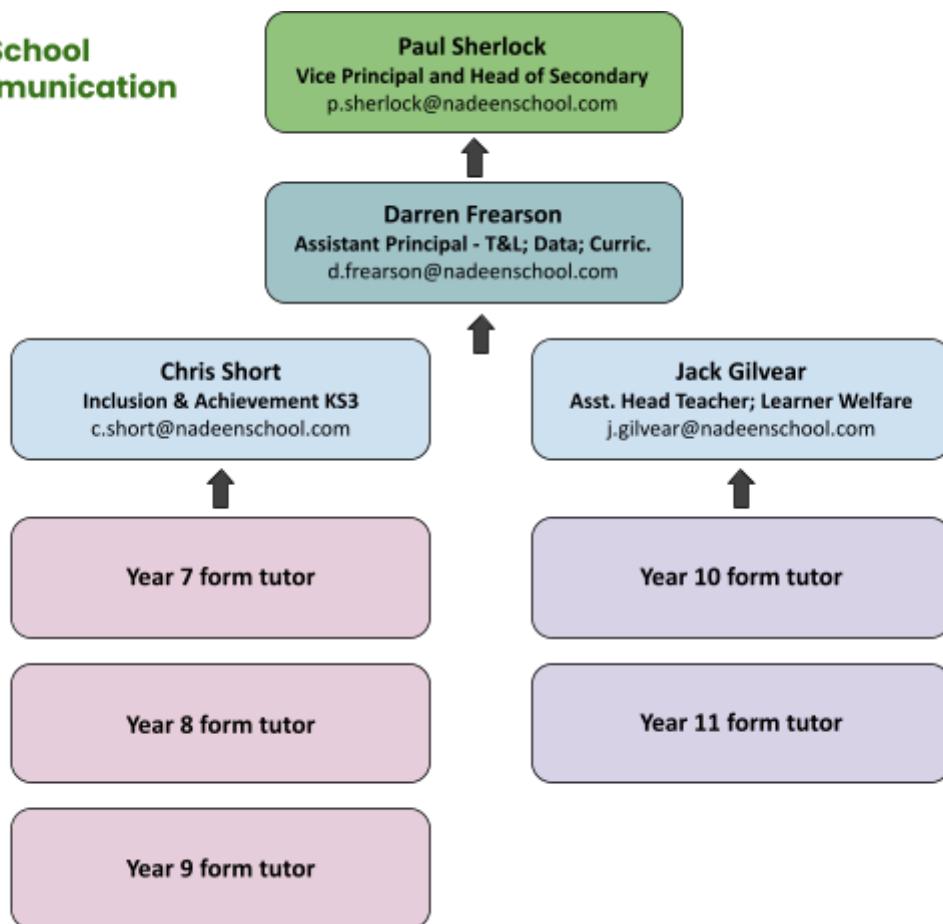 School
munication
Paul Sherlock
Vice Principal and Head of Secondary
p.sherlock@nadeenschool.com
Darren Frearson
Assistant Principal - T&L; Data; Curric.
d.frearson@nadeenschool.com
Chris Short
Inclusion & Achievement KS3
c.short@nadeenschool.com
Jack Gilvear
Asst. Head Teacher; Learner Welfare
j.gilvear@nadeenschool.com
Year 7 form tutor
Year 10 form tutor
Year 8 form tutor
Year 11 form tutor
Year 9 form tutor